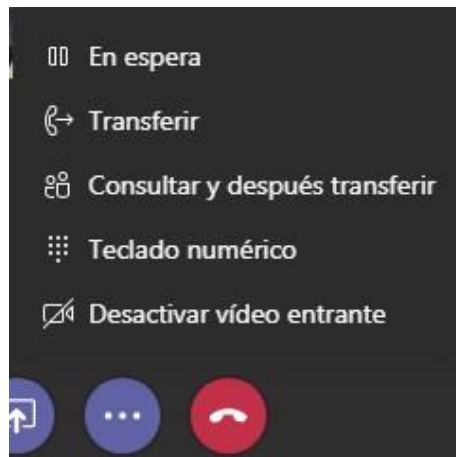 En espera
Transferir
Consultar y después transferir
Teclado numérico
Desactivar vídeo entrante